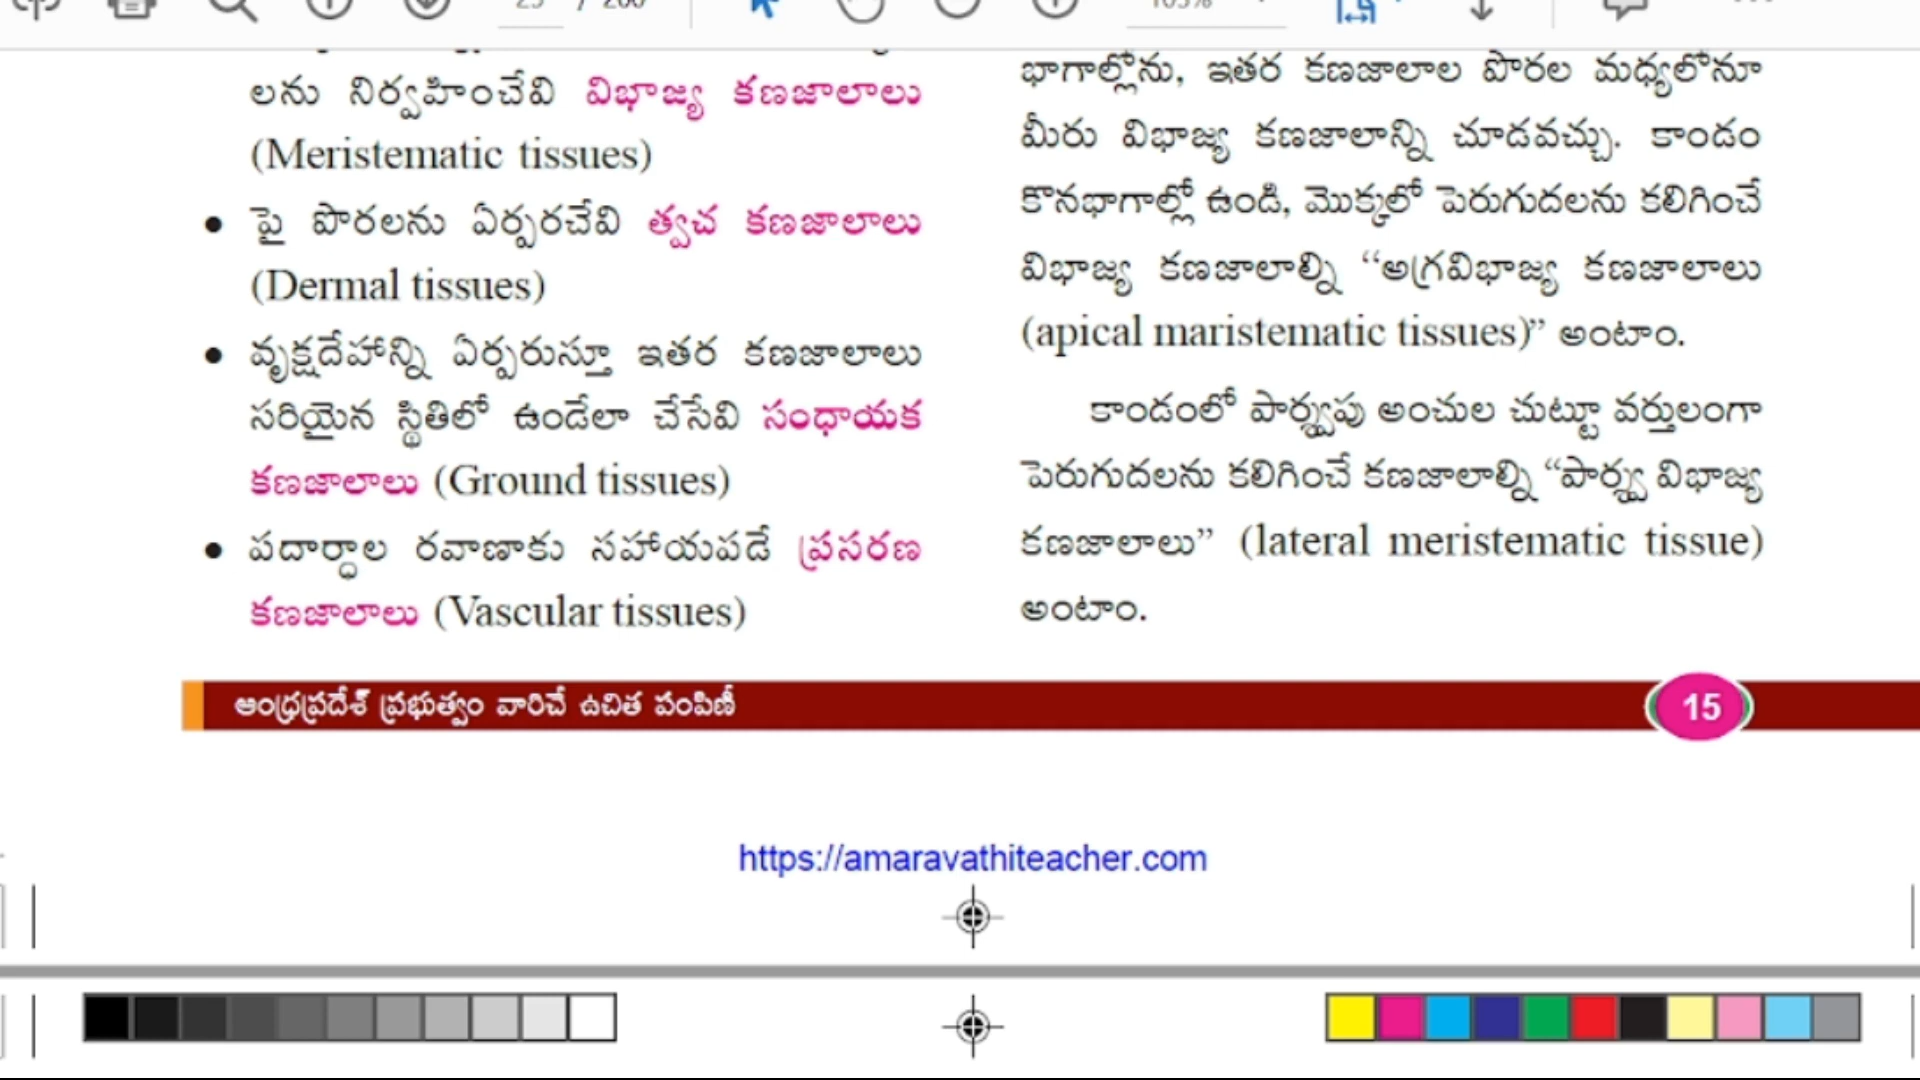 లను నిర్వహించేవి విభాజ్య కణజాలాలు
(Meristematic tissues)
• పై పొరలను ఏర్పరచేవి త్వచ కణజాలాలు
(Dermal tissues)
• వృక్షదేహాన్ని ఏర్పరుస్తూ ఇతర కణజాలాలు
సరియైన స్థితిలో ఉండేలా చేసేవి సంధాయక
కణజాలాలు (Ground tissues)
• పదార్థాల రవాణాకు సహాయపడే ప్రసరణ
కణజాలాలు (Vascular tissues)
భాగాల్లోను, ఇతర కణజాలాల పొరల మధ్యలోనూ
మీరు విభాజ్య కణజాలాన్ని చూడవచ్చు. కాండం
కొనభాగాల్లో ఉండి, మొక్కలో పెరుగుదలను కలిగించే
విభాజ్య కణజాలాల్ని “అగ్రవిభాజ్య కణజాలాలు
(apical maristematic tissues)” అంటాం.
కాండంలో పార్శ్వపు అంచుల చుట్టూ వర్తులంగా
పెరుగుదలను కలిగించే కణజాలాల్ని “పార్శ్వ విభాజ్య
కణజాలాలు” (lateral meristematic tissue)
అంటాం.
ఆంధ్రప్రదేశ్ ప్రభుత్వం వారిచే ఉచిత పంపిణీ
15
https://amaravathiteacher.com